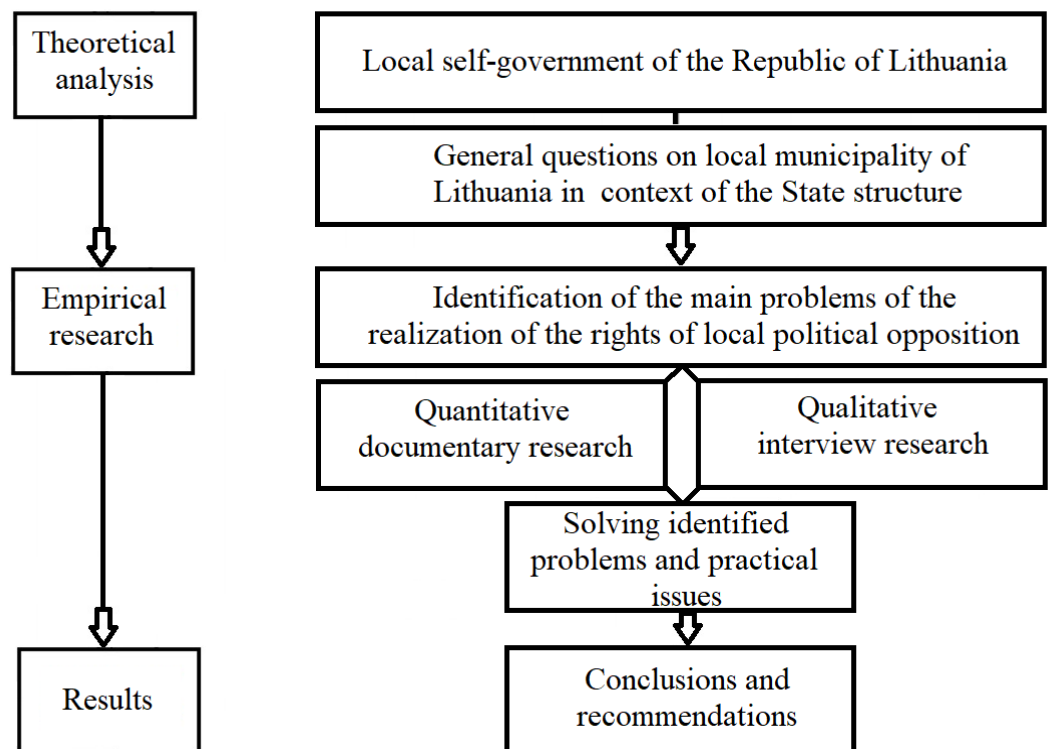 Theoretical
analysis
Local self-government of the Republic of Lithuania
General questions on local municipality of
Lithuania in context of the State structure
Empirical
research
Identification of the main problems of the
realization of the rights of local political opposition
Quantitative
documentary research
Qualitative
interview research
Solving identified
problems and practical
issues
Results
Conclusions and
recommendations